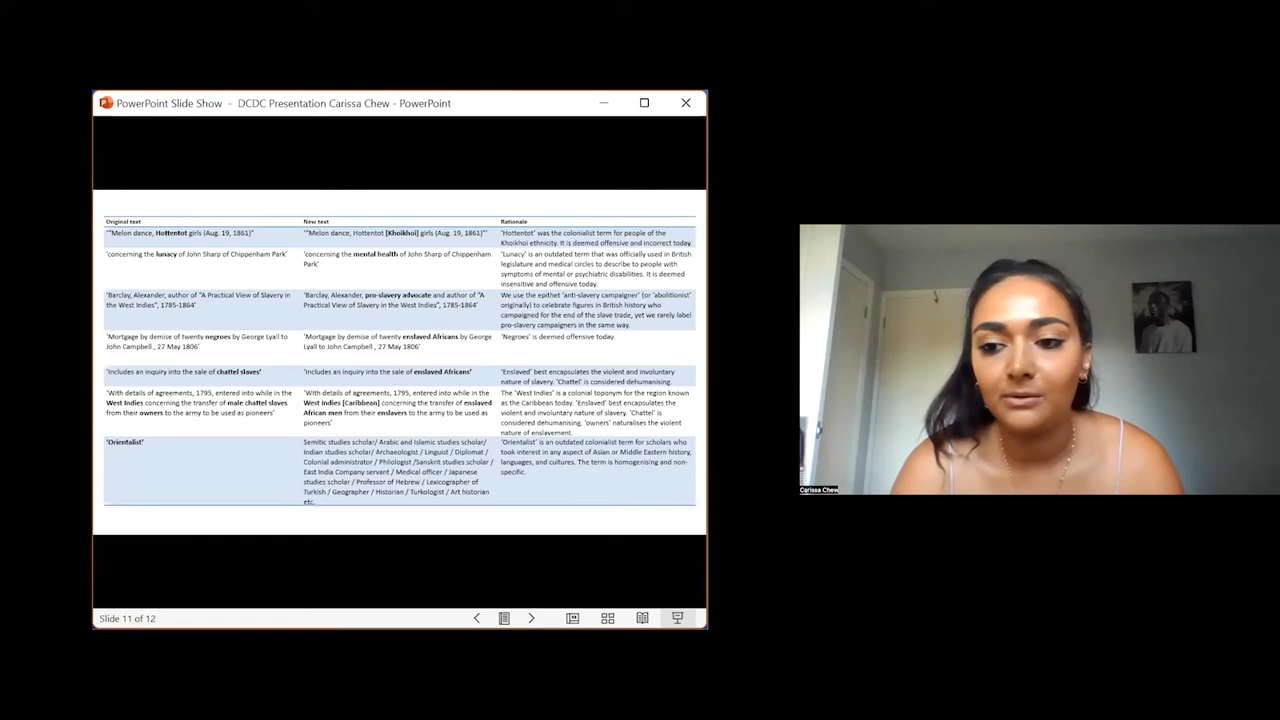 PowerPoint Slide Show - DCDC Presentation Carissa Chew - PowerPoint
Original text
New text
Rationale
'"Melon dance, Hottentot girls (Aug. 19, 1861)"
'"Melon dance, Hottentot [Khoikhoi] girls (Aug. 19, 1861)"'
'Hottentot' was the colonialist term for people of the
Khoikhoi ethnicity. It is deemed offensive and incorrect today.
'concerning the lunacy of John Sharp of Chippenham Park'
'concerning the mental health of John Sharp of Chippenham
Park'
'Lunacy' is an outdated term that was officially used in British
legislature and medical circles to describe to people with
symptoms of mental or psychiatric disabilities. It is deemed
insensitive and offensive today.
'Barclay, Alexander, author of "A Practical View of Slavery in
the West Indies", 1785-1864'
'Barclay, Alexander, pro-slavery advocate and author of "A
Practical View of Slavery in the West Indies", 1785-1864'
We use the epithet 'anti-slavery campaigner' (or 'abolitionist'
originally) to celebrate figures in British history who
campaigned for the end of the slave trade, yet we rarely label
pro-slavery campaigners in the same way.
'Mortgage by demise of twenty negroes by George Lyall to
John Campbell., 27 May 1806'
'Mortgage by demise of twenty enslaved Africans by George
Lyall to John Campbell., 27 May 1806'
'Negroes' is deemed offensive today.
'Includes an inquiry into the sale of chattel slaves'
'Includes an inquiry into the sale of enslaved Africans'
'Enslaved' best encapsulates the violent and involuntary
nature of slavery. 'Chattel' is considered dehumanising.
'With details of agreements, 1795, entered into while in the
West Indies concerning the transfer of male chattel slaves
from their owners to the army to be used as pioneers'
'With details of agreements, 1795, entered into while in the
West Indies [Caribbean] concerning the transfer of enslaved
African men from their enslavers to the army to be used as
pioneers'
The 'West Indies' is a colonial toponym for the region known
as the Caribbean today. 'Enslaved' best encapsulates the
violent and involuntary nature of slavery. 'Chattel' is
considered dehumanising. 'owners' naturalises the violent
nature of enslavement.
'Orientalist'
Semitic studies scholar/ Arabic and Islamic studies scholar/
Indian studies scholar/ Archaeologist / Linguist / Diplomat /
Colonial administrator / Philologist /Sanskrit studies scholar /
East India Company servant / Medical officer / Japanese
studies scholar / Professor of Hebrew / Lexicographer of
Turkish / Geographer / Historian / Turkologist / Art historian
etc.
'Orientalist' is an outdated colonialist term for scholars who
took interest in any aspect of Asian or Middle Eastern history,
languages, and cultures. The term is homogenising and non-
specific.
Slide 11 of 12
Carissa Chew